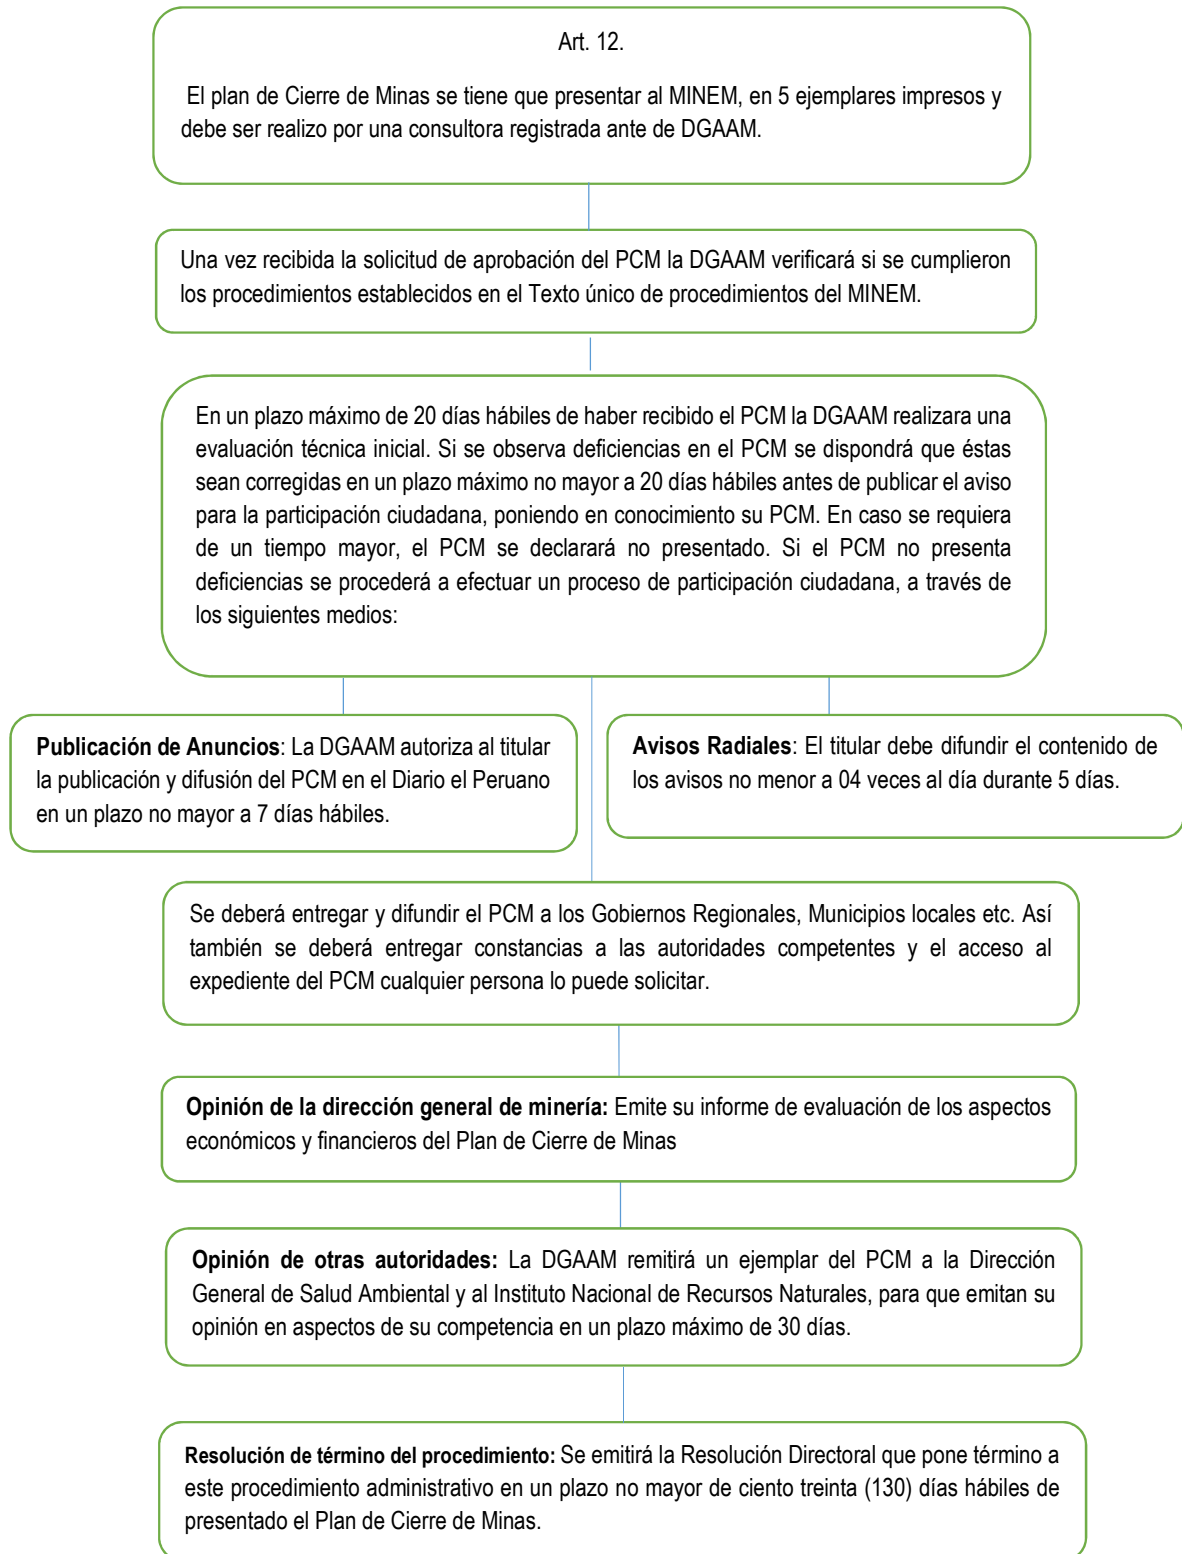 Art. 12.
El plan de Cierre de Minas se tiene que presentar al MINEM, en 5 ejemplares impresos y
debe ser realizo por una consultora registrada ante de DGAAM.
Una vez recibida la solicitud de aprobación del PCM la DGAAM verificará si se cumplieron
los procedimientos establecidos en el Texto único de procedimientos del MINEM.
En un plazo máximo de 20 días hábiles de haber recibido el PCM la DGAAM realizara una
evaluación técnica inicial. Si se observa deficiencias en el PCM se dispondrá que éstas
sean corregidas en un plazo máximo no mayor a 20 días hábiles antes de publicar el aviso
para la participación ciudadana, poniendo en conocimiento su PCM. En caso se requiera
de un tiempo mayor, el PCM se declarará no presentado. Si el PCM no presenta
deficiencias se procederá a efectuar un proceso de participación ciudadana, a través de
los siguientes medios:
Publicación de Anuncios: La DGAAM autoriza al titular
la publicación y difusión del PCM en el Diario el Peruano
en un plazo no mayor a 7 días hábiles.
Avisos Radiales: El titular debe difundir el contenido de
los avisos no menor a 04 veces al día durante 5 días.
Se deberá entregar y difundir el PCM a los Gobiernos Regionales, Municipios locales etc. Así
también se deberá entregar constancias a las autoridades competentes y el acceso al
expediente del PCM cualquier persona lo puede solicitar.
Opinión de la dirección general de minería: Emite su informe de evaluación de los aspectos
económicos y financieros del Plan de Cierre de Minas
Opinión de otras autoridades: La DGAAM remitirá un ejemplar del PCM a la Dirección
General de Salud Ambiental y al Instituto Nacional de Recursos Naturales, para que emitan su
opinión en aspectos de su competencia en un plazo máximo de 30 días.
Resolución de término del procedimiento: Se emitirá la Resolución Directoral que pone término a
este procedimiento administrativo en un plazo no mayor de ciento treinta (130) días hábiles de
presentado el Plan de Cierre de Minas.